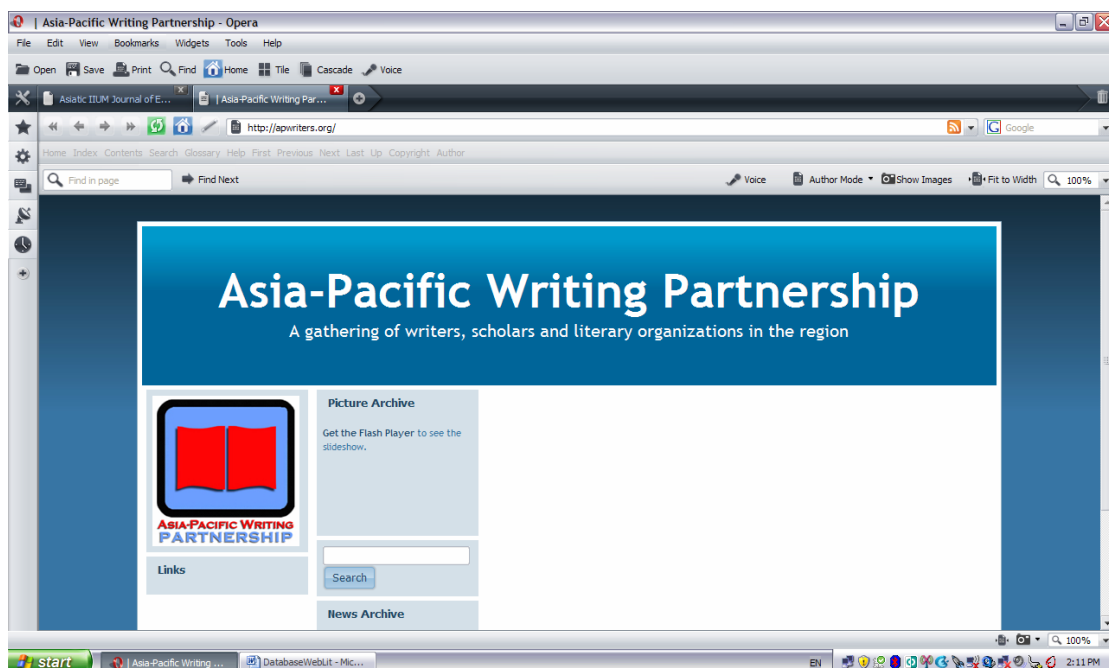 | Asia-Pacific Writing Partnership - Opera
File Edit View Bookmarks Widgets Tools Help
Open Save Print Find Home Tile Cascade Voice
Asiatic IIUM Journal of E... | Asia-Pacific Writing Par...
http://apwriters.org/ Google
Home Index Contents Search Glossary Help First Previous Next Last Up Copyright Author
Find in page Find Next Voice Author Mode Show Images Fit to Width 100%
Asia-Pacific Writing Partnership
A gathering of writers, scholars and literary organizations in the region
ASIA-PACIFIC WRITING
PARTNERSHIP
Links
Picture Archive
Get the Flash Player to see the
slideshow.
Search
News Archive
100%
start | Asia-Pacific Writing ... DatabaseWebLit - Mic... EN 2:11 PM